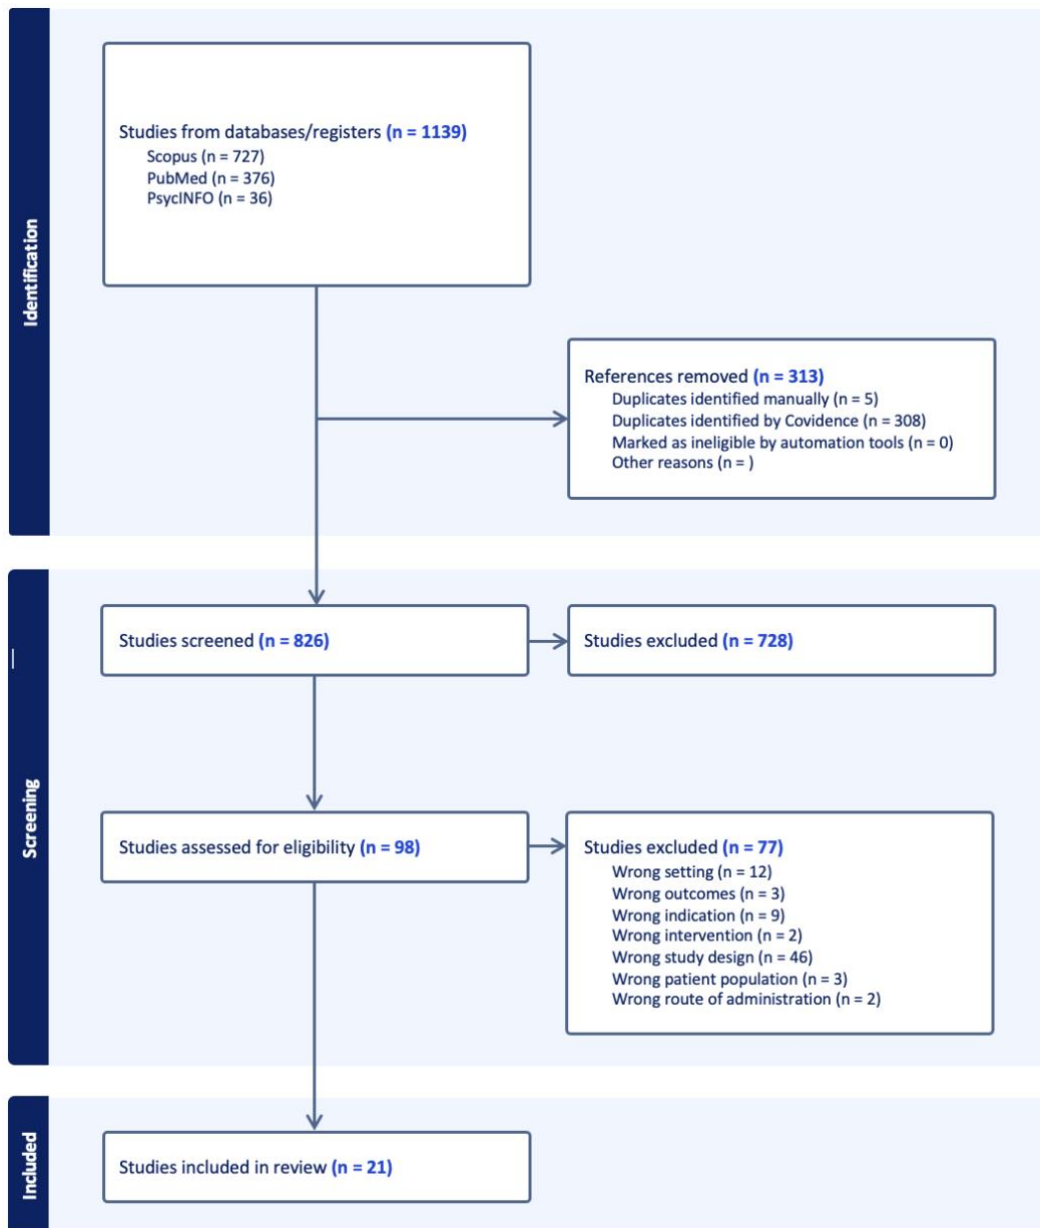 Identification
Studies from databases/registers (n = 1139)
Scopus (n = 727)
PubMed (n = 376)
PsycINFO (n = 36)
References removed (n = 313)
Duplicates identified manually (n = 5)
Duplicates identified by Covidence (n = 308)
Marked as ineligible by automation tools (n = 0)
Other reasons (n = )
Screening
Studies screened (n = 826)
Studies excluded (n = 728)
Studies assessed for eligibility (n = 98)
Studies excluded (n = 77)
Wrong setting (n = 12)
Wrong outcomes (n = 3)
Wrong indication (n = 9)
Wrong intervention (n = 2)
Wrong study design (n = 46)
Wrong patient population (n = 3)
Wrong route of administration (n = 2)
Included
Studies included in review (n = 21)